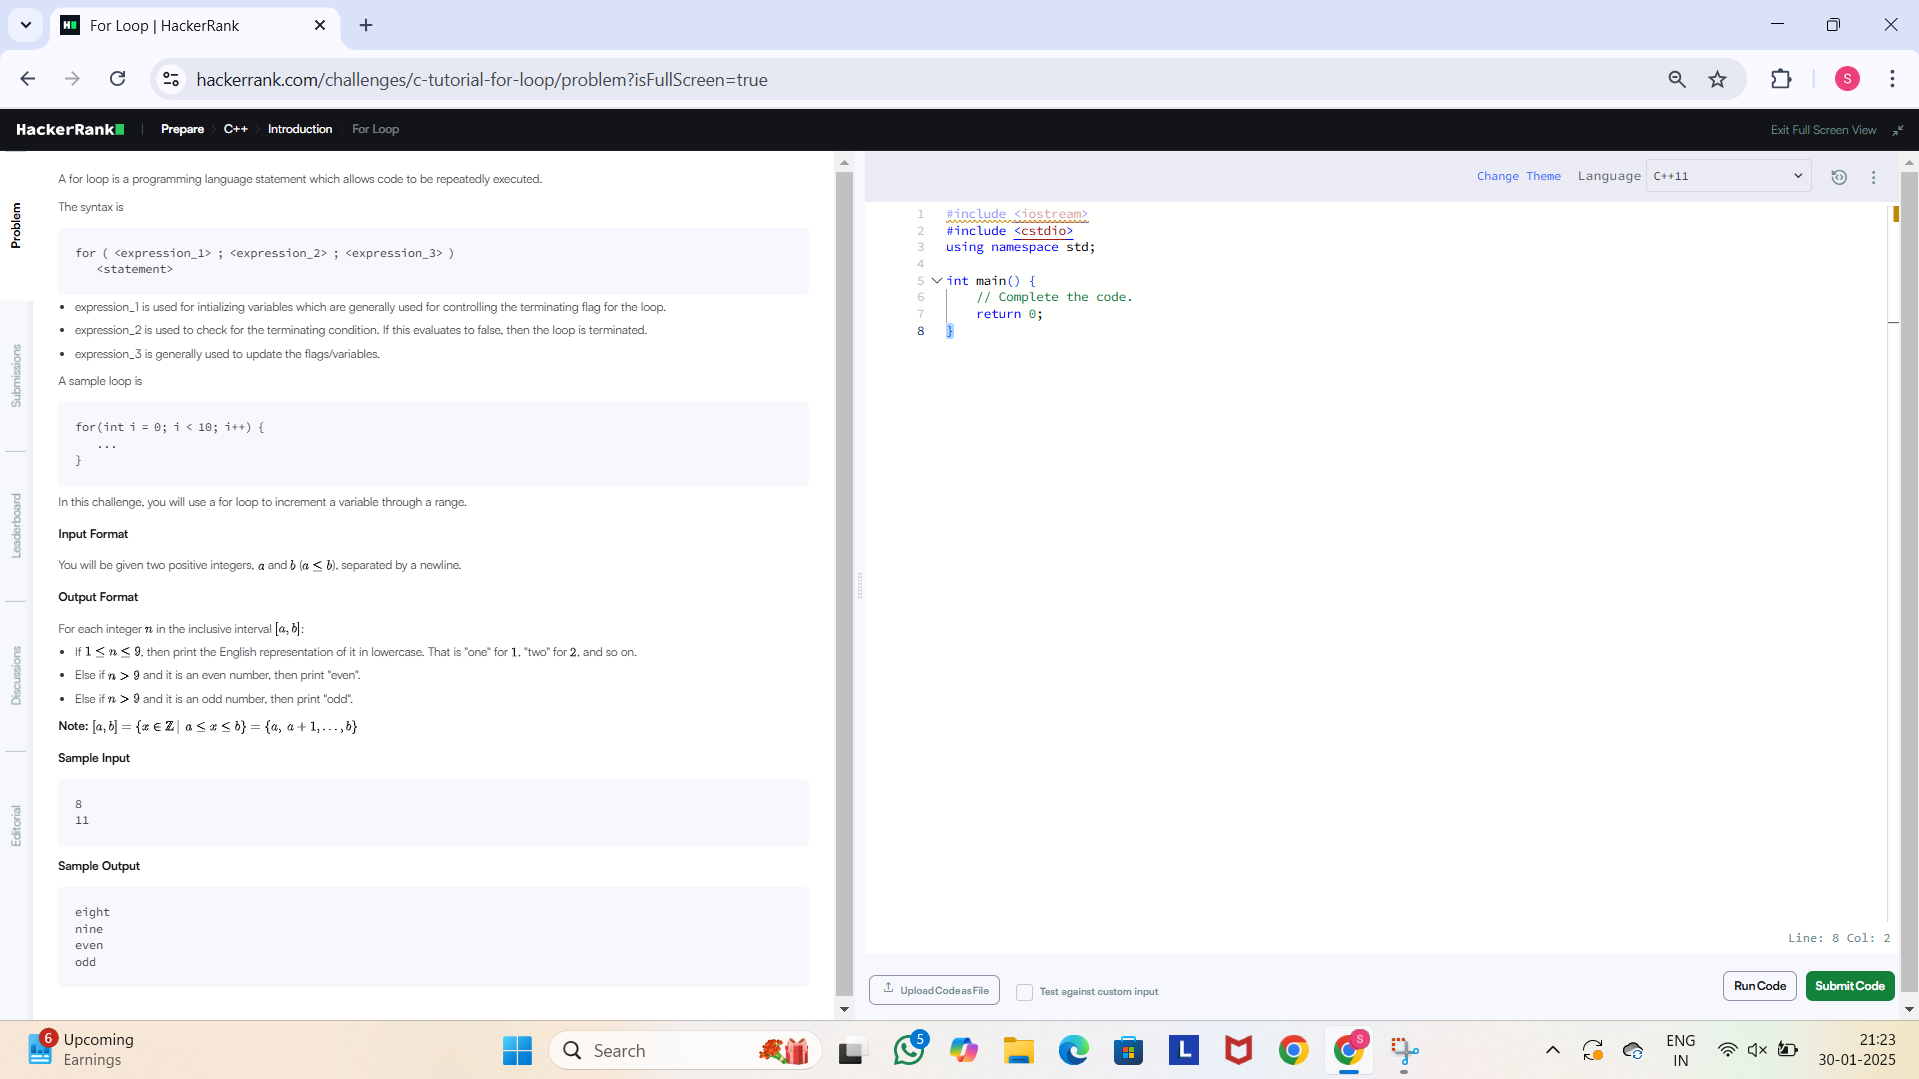 For Loop | HackerRank
hackerrank.com/challenges/c-tutorial-for-loop/problem?isFullScreen=true
S
HackerRank
Prepare
C++
Introduction
For Loop
Exit Full Screen View
Problem
Submissions
Leaderboard
Discussions
Editorial
A for loop is a programming language statement which allows code to be repeatedly executed.
The syntax is
for ( <expression_1> ; <expression_2> ; <expression_3> )
<statement>
• expression_1 is used for intializing variables which are generally used for controlling the terminating flag for the loop.
• expression_2 is used to check for the terminating condition. If this evaluates to false, then the loop is terminated.
• expression_3 is generally used to update the flags/variables.
A sample loop is
for(int i = 0; i < 10; i++) {
...
}
In this challenge, you will use a for loop to increment a variable through a range.
Input Format
You will be given two positive integers, a and b (a ≤ b), separated by a newline.
Output Format
For each integer n in the inclusive interval [a, b]:
• If 1 ≤ n ≤ 9, then print the English representation of it in lowercase. That is "one" for 1, "two" for 2, and so on.
• Else if n > 9 and it is an even number, then print "even".
• Else if n > 9 and it is an odd number, then print "odd".
Note: [a, b] = {x ∈ ℤ | a ≤ x ≤ b} = {a, a + 1, . . . , b}
Sample Input
8
11
Sample Output
eight
nine
even
odd
Change Theme
Language
C++11
1 #include <iostream>
2 #include <cstdio>
3 using namespace std;
4
5 int main() {
6 // Complete the code.
7 return 0;
8 }
Line: 8 Col: 2
Upload Code as File
Test against custom input
Run Code
Submit Code
6
Upcoming
Earnings
Search
5
L
S
ENG
IN
21:23
30-01-2025